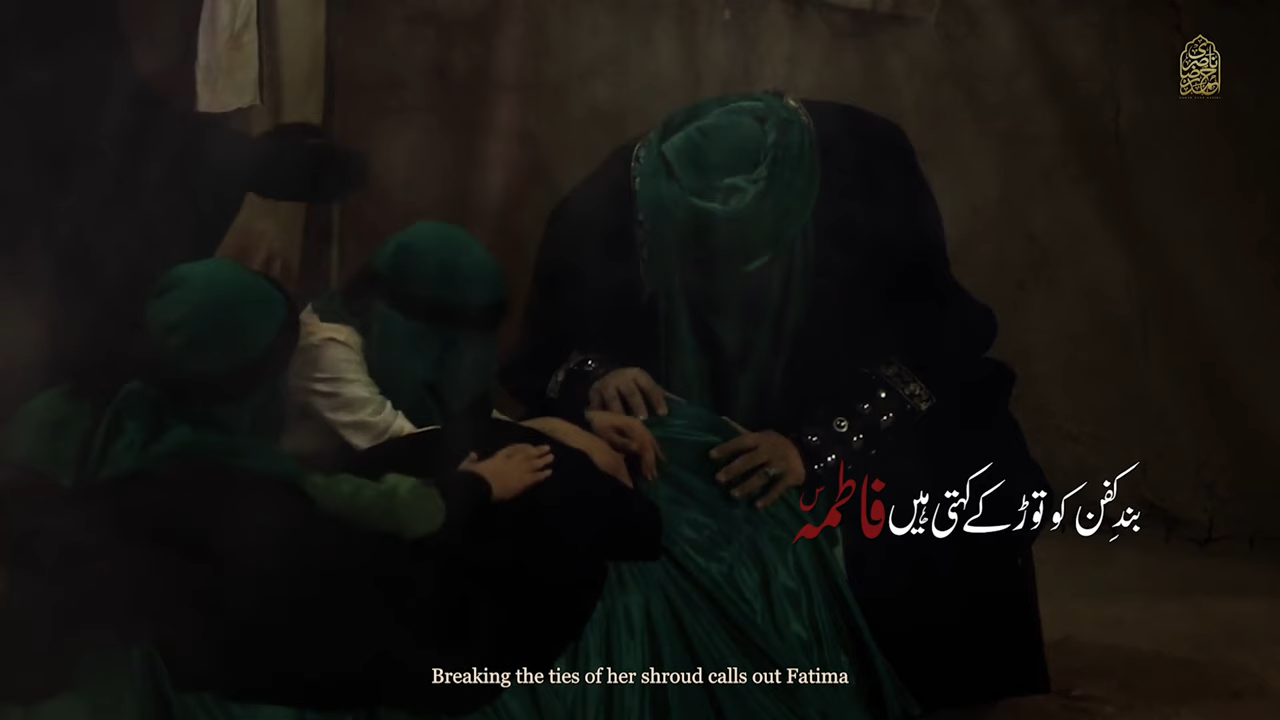 بندِ کفن کو توڑ کے کہتی ہیں فاطمہؑس
Breaking the ties of her shroud calls out Fatima